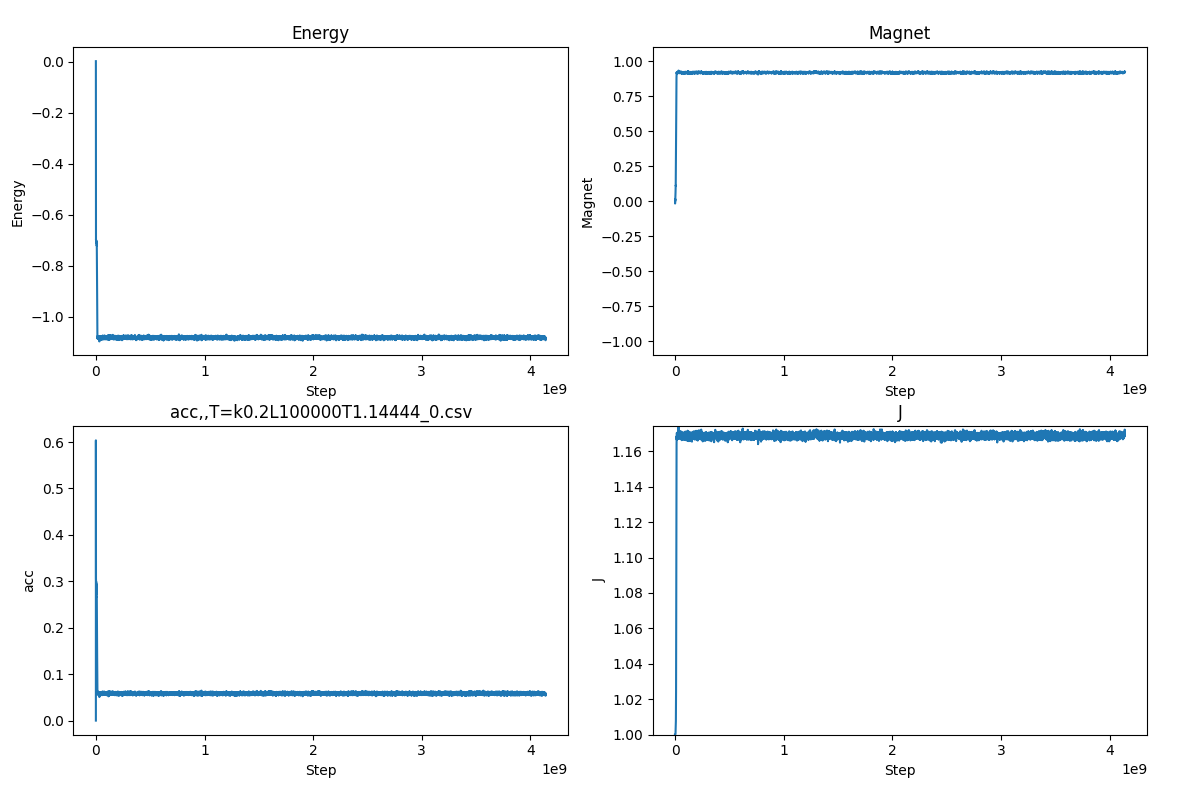 Energy
Energy
0.0
−0.2
−0.4
−0.6
−0.8
−1.0
0 1 2 3 4
1e9
Step
Magnet
Magnet
1.00
0.75
0.50
0.25
0.00
−0.25
−0.50
−0.75
−1.00
0 1 2 3 4
1e9
Step
acc,,T=k0.2L100000T1.14444_0.csv
acc
0.6
0.5
0.4
0.3
0.2
0.1
0.0
0 1 2 3 4
1e9
Step
J
J
1.16
1.14
1.12
1.10
1.08
1.06
1.04
1.02
1.00
0 1 2 3 4
1e9
Step